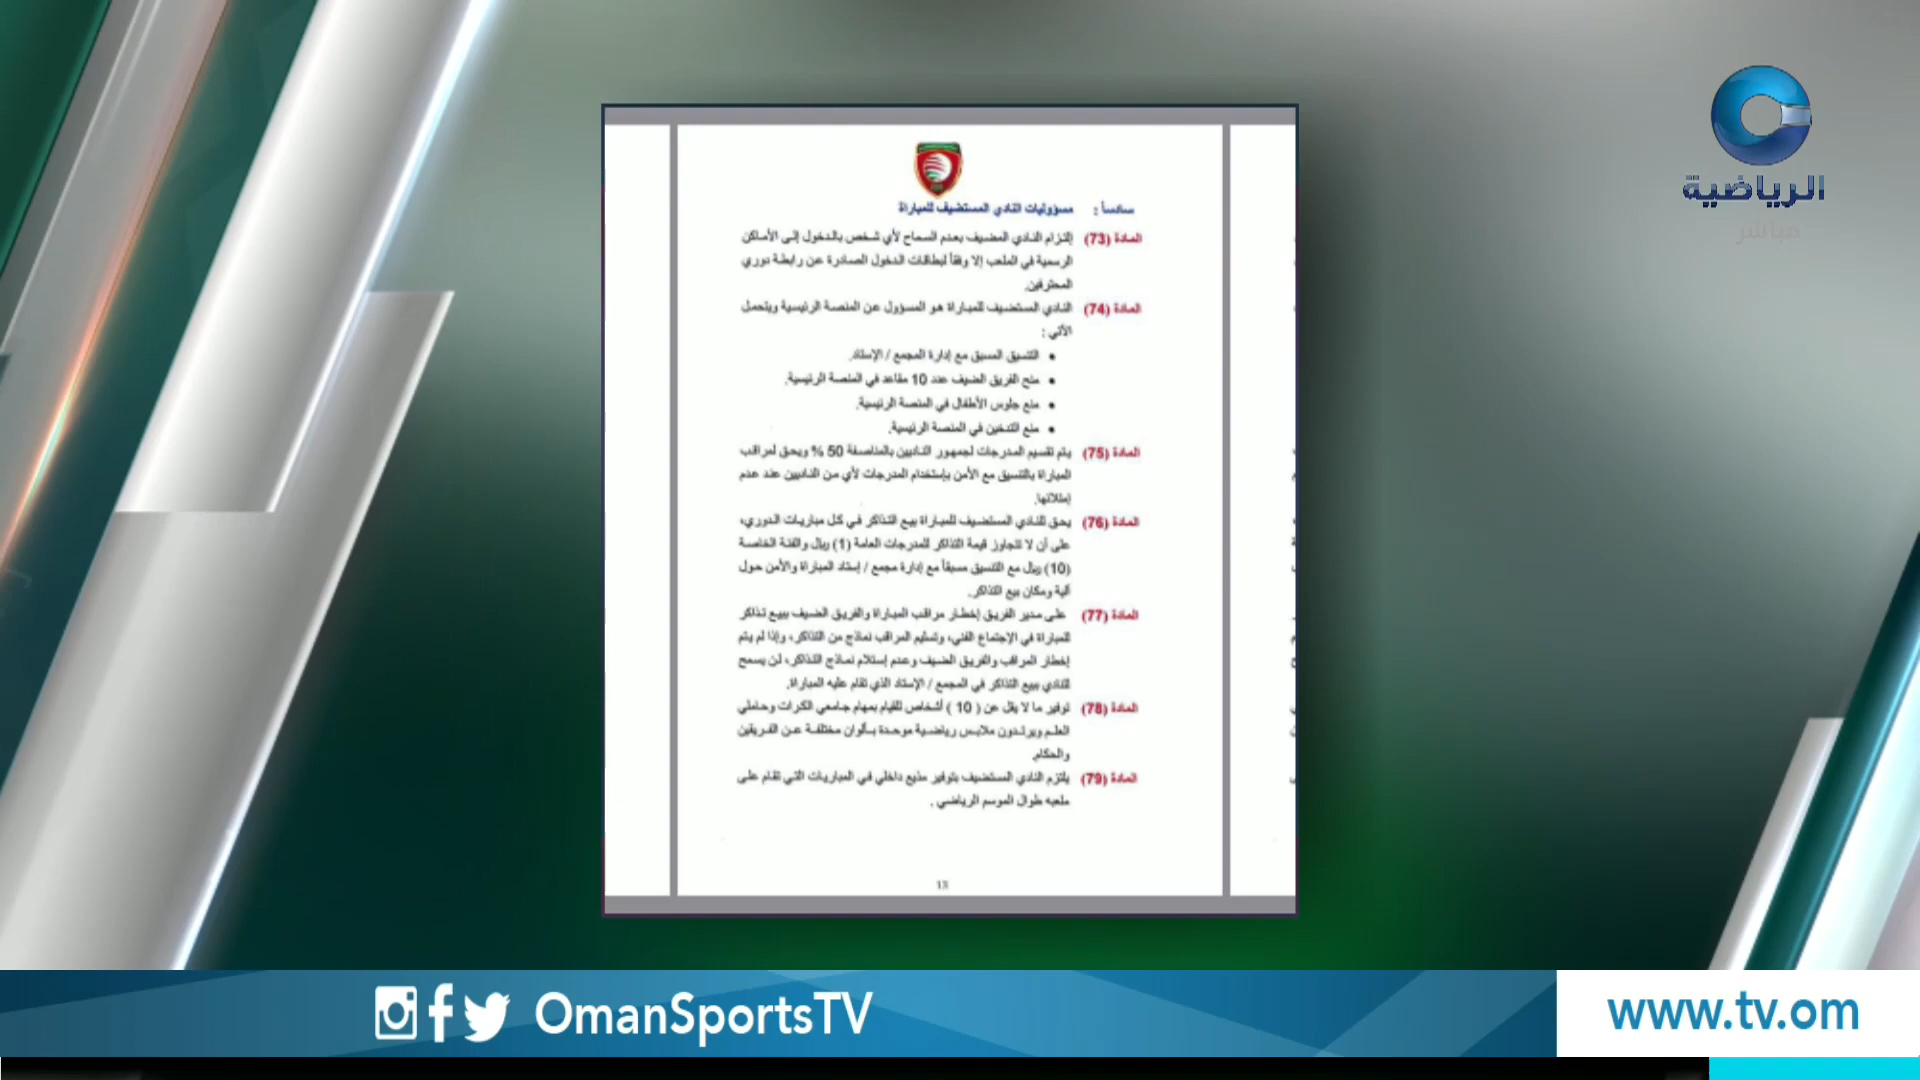 الرياضية
مباشر
سادساً : مسؤوليات النادي المستضيف للمباراة
المادة (73) إلتزام النادي المضيف بعدم السماح لأي شخص بالدخول إلى الأماكن
الرسمية في الملعب إلا وفقاً لبطاقات الدخول الصادرة عن رابطة دوري
المحترفين.
المادة (74) النادي المستضيف للمباراة هو المسؤول عن المنصة الرئيسية ويتحمل
الآتي :
• التنسيق المسبق مع إدارة المجمع / الإستاد.
• منح الفريق الضيف عدد 10 مقاعد في المنصة الرئيسية.
• منع جلوس الأطفال في المنصة الرئيسية.
• منع التدخين في المنصة الرئيسية.
المادة (75) يتم تقسيم المدرجات لجمهور الناديين بالمناصفة 50 % ويحق لمراقب
المباراة بالتنسيق مع الأمن بإستخدام المدرجات لأي من الناديين عند عدم
إمتلائها.
المادة (76) يحق للنادي المستضيف للمباراة بيع التذاكر في كل مباريات الدوري،
على أن لا تتجاوز قيمة التذاكر للمدرجات العامة (1) ريال والفئة الخاصة
(10) ريال مع التنسيق مسبقاً مع إدارة مجمع / إستاد المباراة والأمن حول
آلية ومكان بيع التذاكر.
المادة (77) على مدير الفريق إخطار مراقب المباراة والفريق الضيف ببيع تذاكر
للمباراة في الإجتماع الفني، وتسليم المراقب نماذج من التذاكر، وإذا لم يتم
إخطار المراقب والفريق الضيف وعدم إستلام نماذج التذاكر، لن يسمح
للنادي ببيع التذاكر في المجمع / الإستاد الذي تقام عليه المباراة.
المادة (78) توفير ما لا يقل عن ( 10 ) أشخاص للقيام بمهام جامعي الكرات وحاملي
العلم ويرتدون ملابس رياضية موحدة بألوان مختلفة عن الفريقين
والحكام.
المادة (79) يلتزم النادي المستضيف بتوفير مذيع داخلي في المباريات التي تقام على
ملعبه طوال الموسم الرياضي .
13
OmanSportsTV
www.tv.om